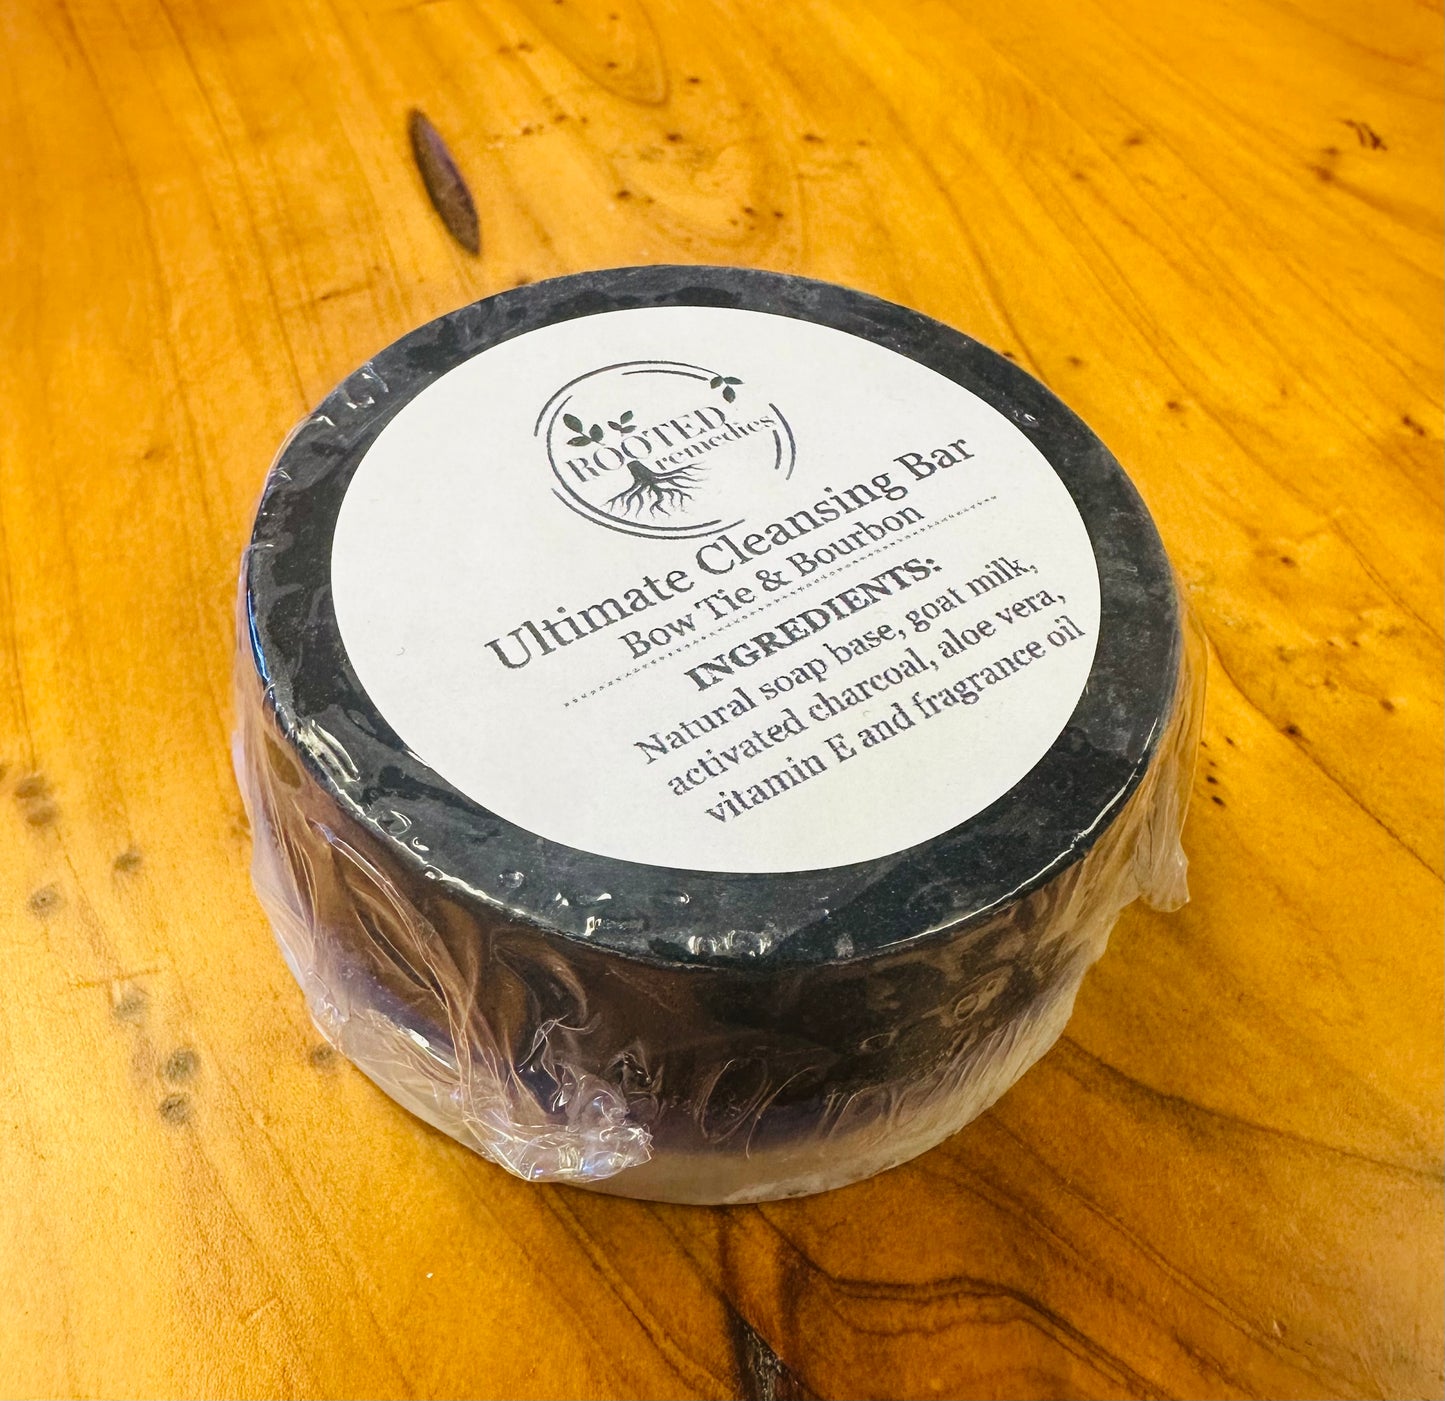 ROOTED
remedies
Ultimate Cleansing Bar
Bow Tie & Bourbon
INGREDIENTS:
Natural soap base, goat milk,
activated charcoal, aloe vera,
vitamin E and fragrance oil